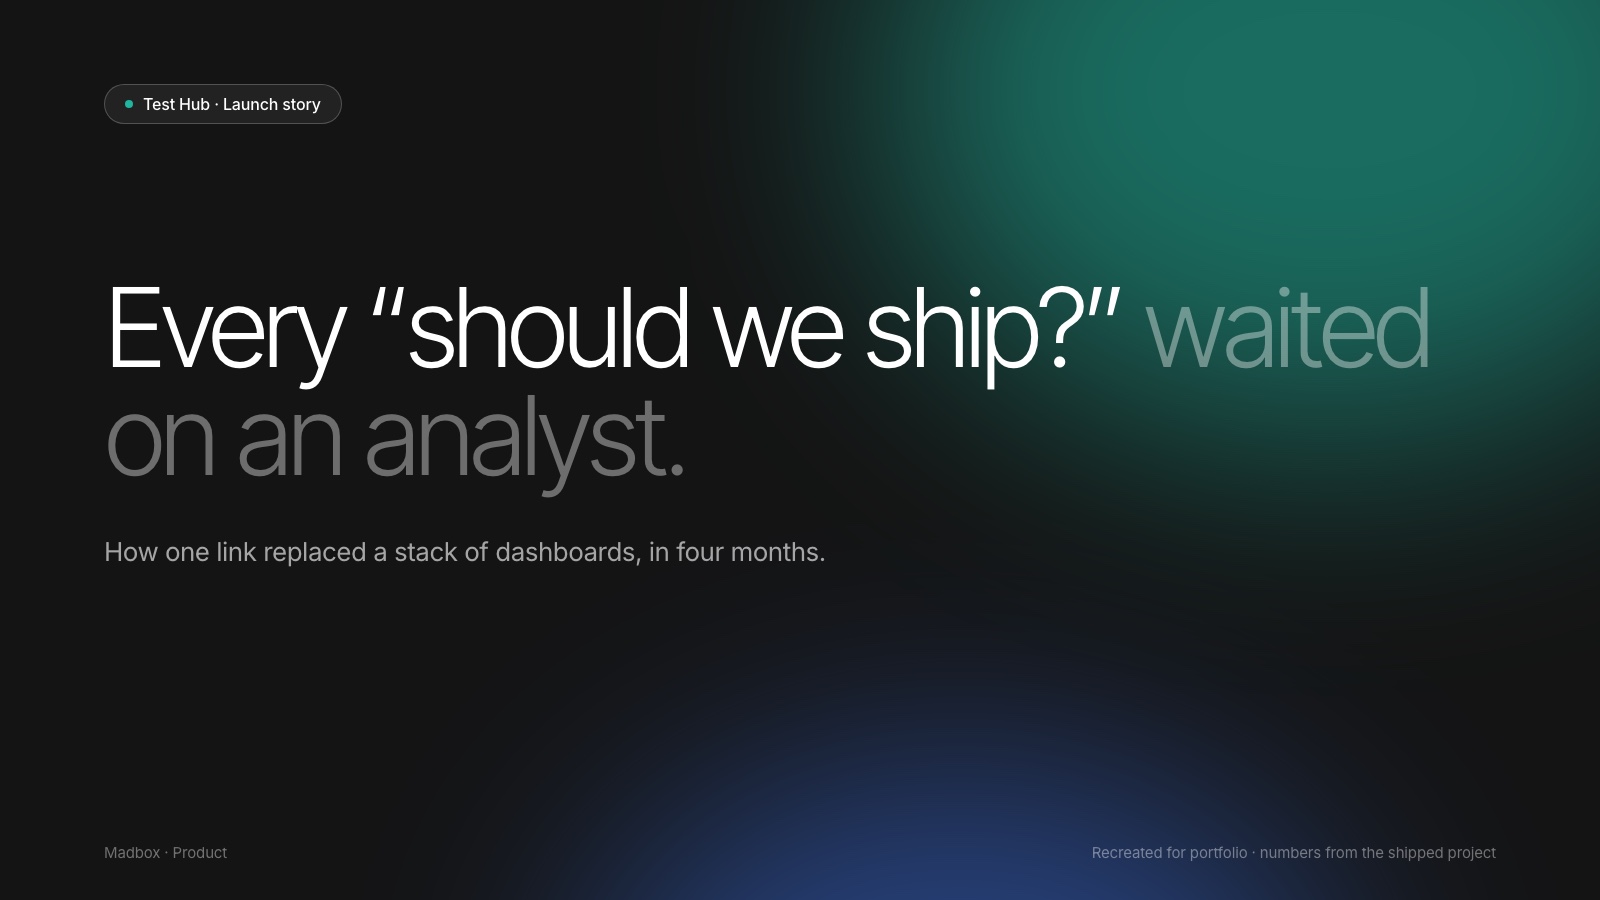 Test Hub · Launch story
Every “should we ship?” waited
on an analyst.
How one link replaced a stack of dashboards, in four months.
Madbox · Product
Recreated for portfolio · numbers from the shipped project